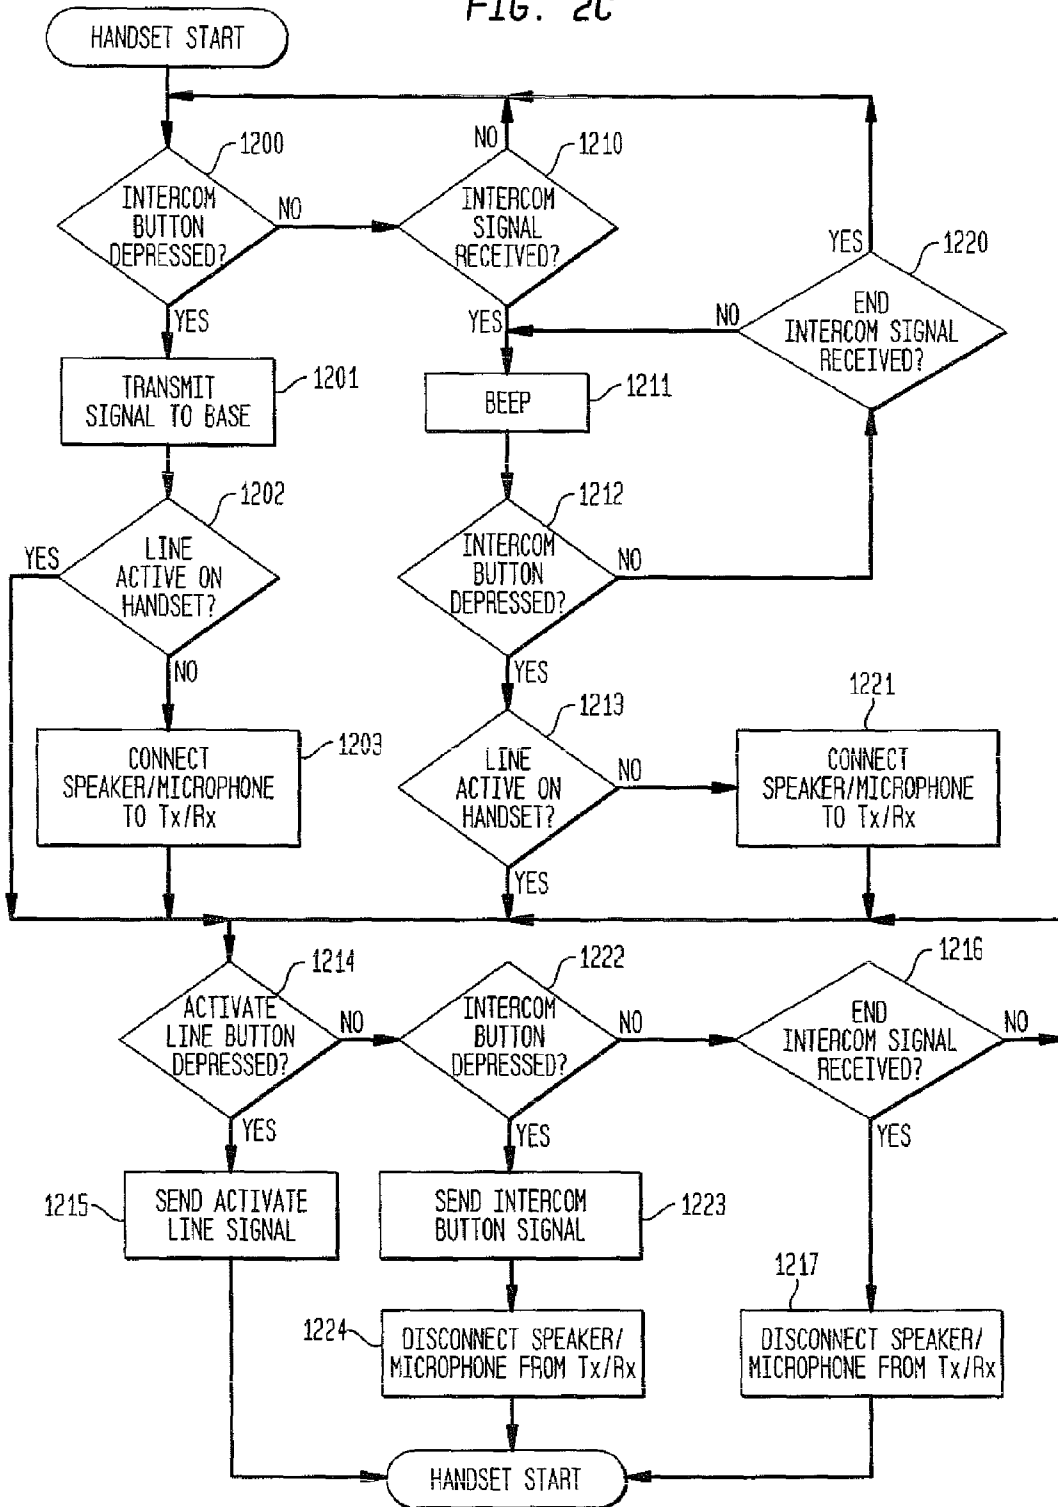 FIG. 2C
HANDSET START
1200
INTERCOM
BUTTON
DEPRESSED?
NO
YES
1210
INTERCOM
SIGNAL
RECEIVED?
NO
YES
1220
END
INTERCOM SIGNAL
RECEIVED?
YES
NO
TRANSMIT
SIGNAL TO BASE
1201
BEEP
1211
1202
LINE
ACTIVE ON
HANDSET?
YES
NO
1212
INTERCOM
BUTTON
DEPRESSED?
NO
YES
CONNECT
SPEAKER/MICROPHONE
TO Tx/Rx
1203
1213
LINE
ACTIVE ON
HANDSET?
NO
YES
1221
CONNECT
SPEAKER/MICROPHONE
TO Tx/Rx
1214
ACTIVATE
LINE BUTTON
DEPRESSED?
NO
YES
1222
INTERCOM
BUTTON
DEPRESSED?
NO
YES
1216
END
INTERCOM SIGNAL
RECEIVED?
NO
YES
1215
SEND ACTIVATE
LINE SIGNAL
SEND INTERCOM
BUTTON SIGNAL
1223
1224
DISCONNECT SPEAKER/
MICROPHONE FROM Tx/Rx
1217
DISCONNECT SPEAKER/
MICROPHONE FROM Tx/Rx
HANDSET START